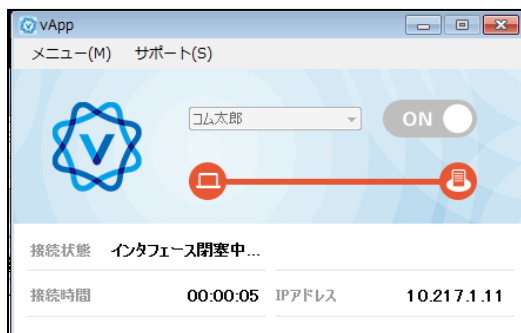 vApp
メニュー(M) サポート(S)
コム太郎 ON
接続状態 インタフェース閉塞中...
接続時間 00:00:05 IPアドレス 10.217.1.11